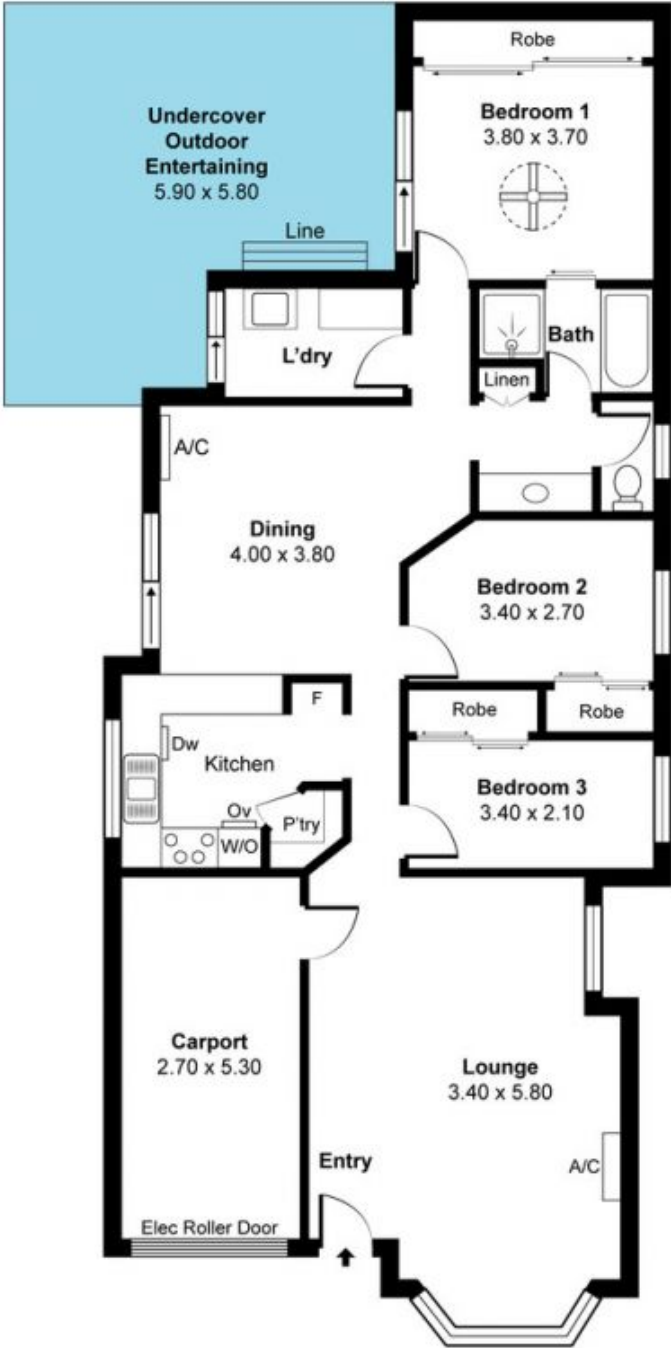 Robe
Bedroom 1
3.80 x 3.70
Undercover
Outdoor
Entertaining
5.90 x 5.80
Line
L'dry
Bath
Linen
A/C
Dining
4.00 x 3.80
Bedroom 2
3.40 x 2.70
F
Robe
Robe
Dw
Kitchen
Bedroom 3
3.40 x 2.10
Ov
W/O
P'try
Carport
2.70 x 5.30
Lounge
3.40 x 5.80
Entry
A/C
Elec Roller Door